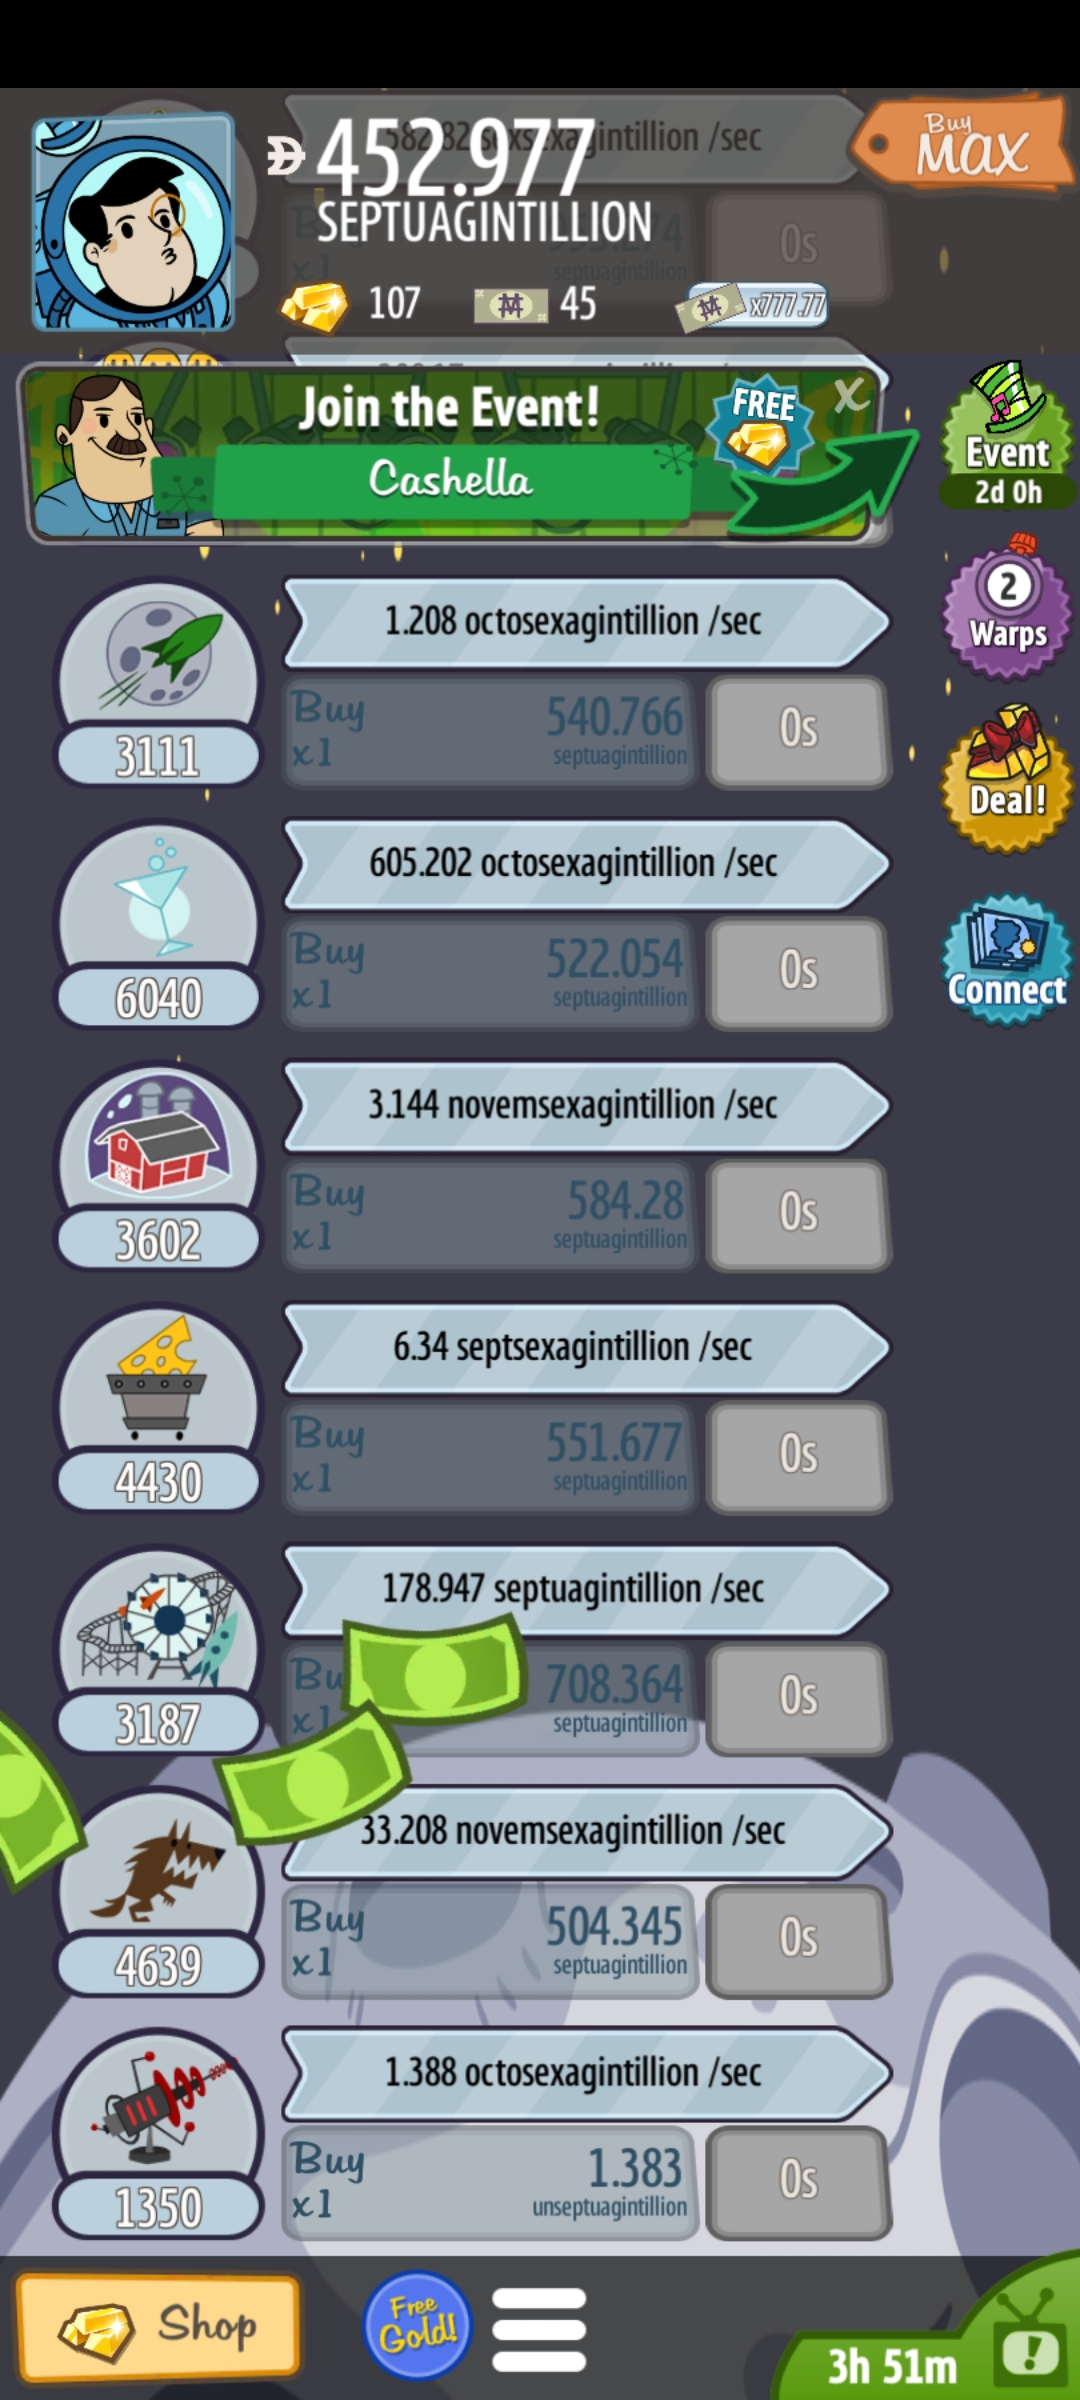 582.82 sexsexagintillion /sec
Buy
MAX
452.977
SEPTUAGINTILLION
septuagintillion
x1
0s
107
45
x777.77
Join the Event!
FREE
X
Cashella
Event
2d 0h
2
Warps
Deal!
Connect
1.208 octosexagintillion /sec
Buy
x1
540.766
septuagintillion
0s
3111
605.202 octosexagintillion /sec
Buy
x1
522.054
septuagintillion
0s
6040
3.144 novemsexagintillion /sec
Buy
x1
584.28
septuagintillion
0s
3602
6.34 septsexagintillion /sec
Buy
x1
551.677
septuagintillion
0s
4430
178.947 septuagintillion /sec
Bu
x1
708.364
septuagintillion
0s
3187
33.208 novemsexagintillion /sec
Buy
x1
504.345
septuagintillion
0s
4639
1.388 octosexagintillion /sec
Buy
x1
1.383
unseptuagintillion
0s
1350
Shop
Free
Gold!
3h 51m
!